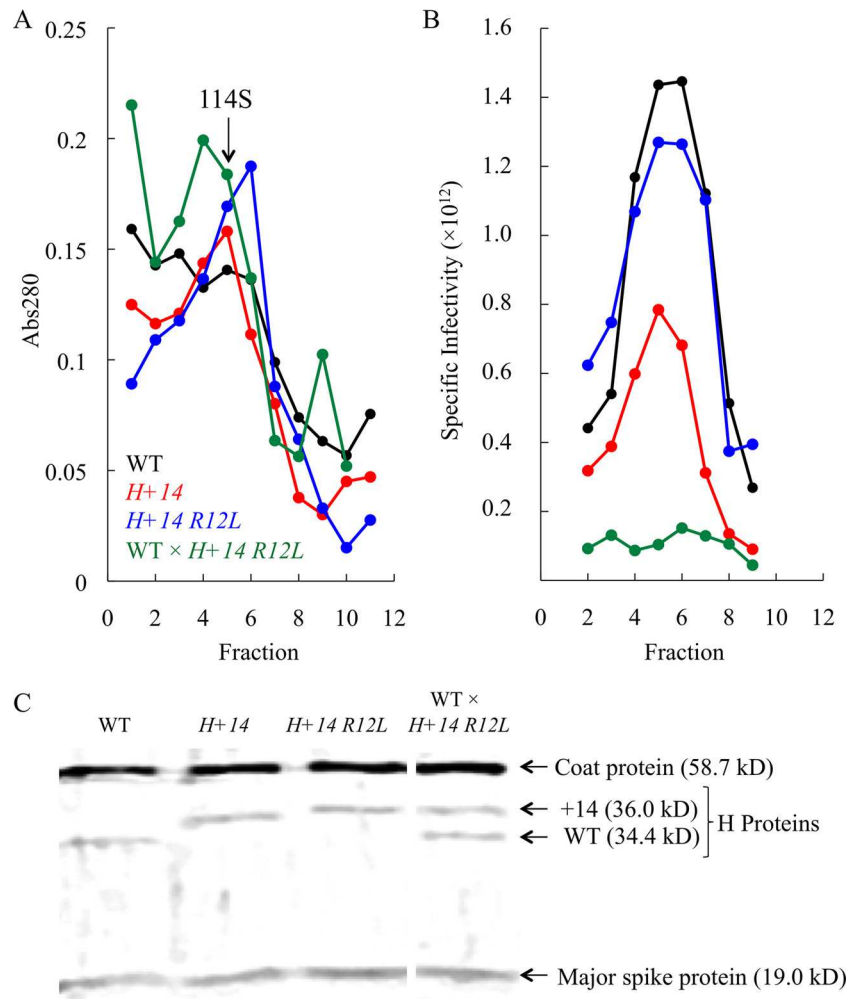 A
0.25
0.2
0.15
0.1
0.05
0
Abs280
114S
WT
H+14
H+14 R12L
WT × H+14 R12L
0 2 4 6 8 10 12
Fraction
B
1.6
1.4
1.2
1.0
0.8
0.6
0.4
0.2
Specific Infectivity (×10¹²)
0 2 4 6 8 10 12
Fraction
C
WT
H+14
H+14 R12L
WT ×
H+14 R12L
Coat protein (58.7 kD)
+14 (36.0 kD)
WT (34.4 kD)
H Proteins
Major spike protein (19.0 kD)